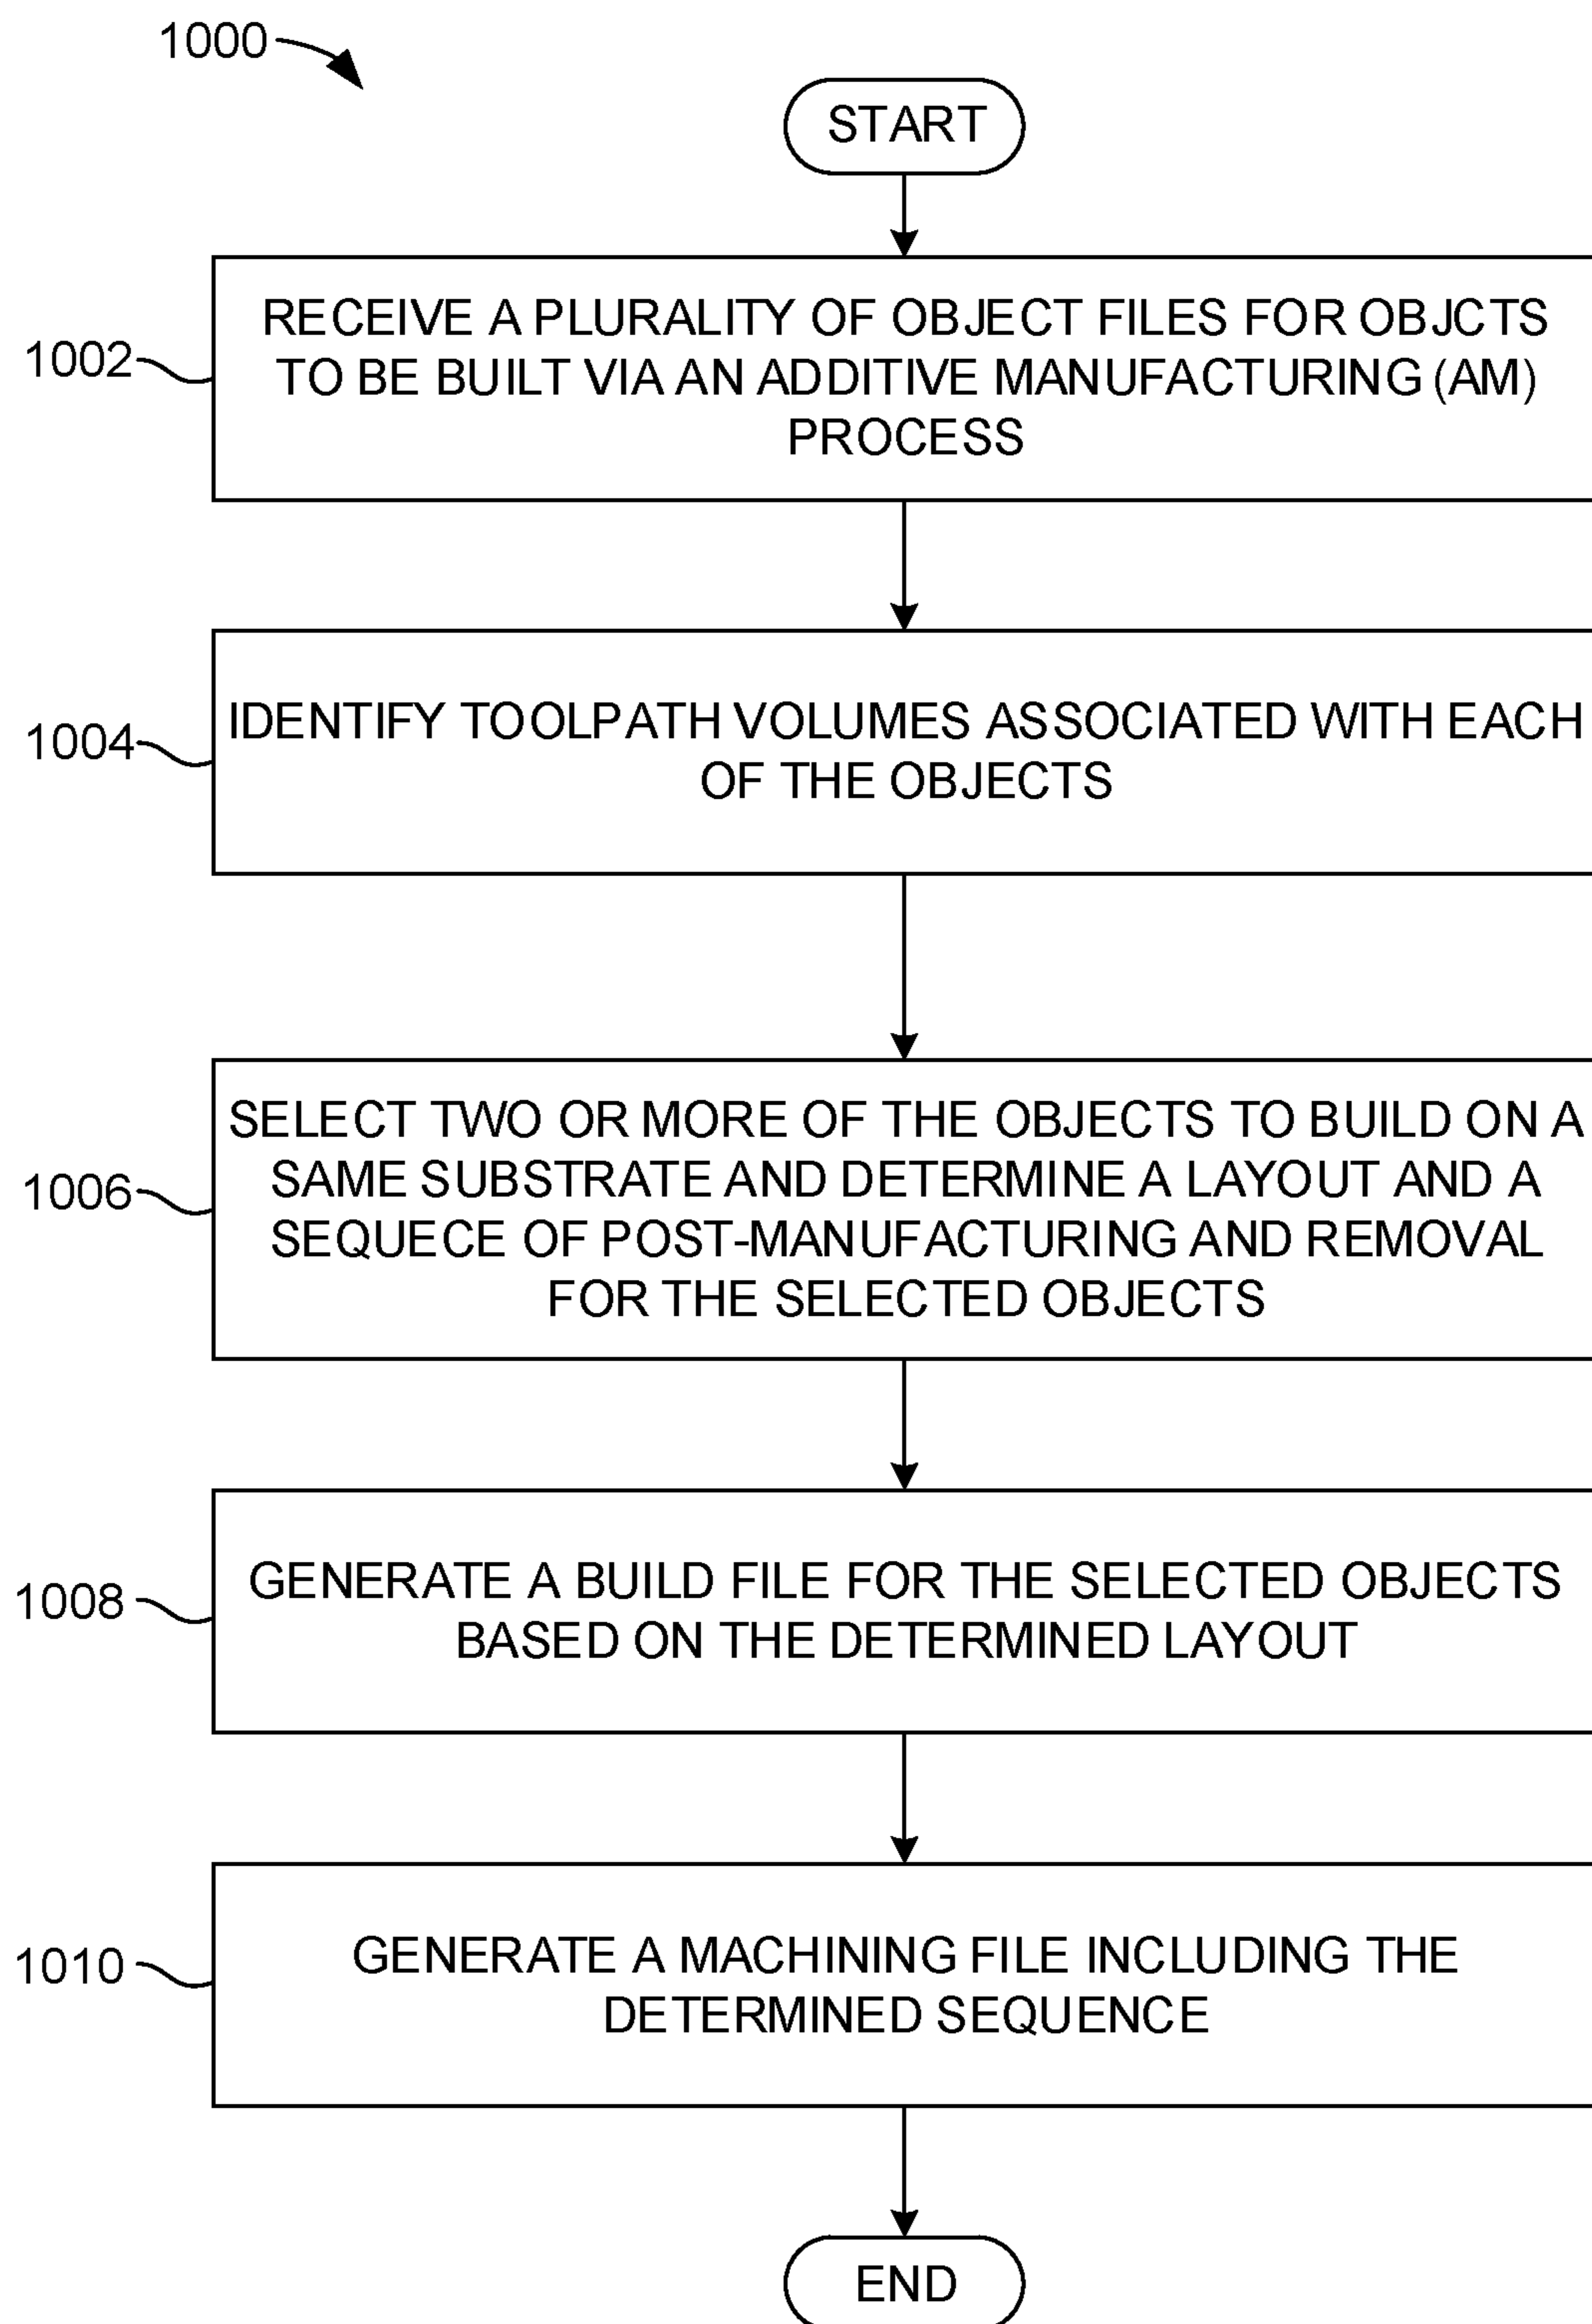 1000
START
1002
RECEIVE A PLURALITY OF OBJECT FILES FOR OBJCTS
TO BE BUILT VIA AN ADDITIVE MANUFACTURING (AM)
PROCESS
1004
IDENTIFY TOOLPATH VOLUMES ASSOCIATED WITH EACH
OF THE OBJECTS
1006
SELECT TWO OR MORE OF THE OBJECTS TO BUILD ON A
SAME SUBSTRATE AND DETERMINE A LAYOUT AND A
SEQUECE OF POST-MANUFACTURING AND REMOVAL
FOR THE SELECTED OBJECTS
1008
GENERATE A BUILD FILE FOR THE SELECTED OBJECTS
BASED ON THE DETERMINED LAYOUT
1010
GENERATE A MACHINING FILE INCLUDING THE
DETERMINED SEQUENCE
END